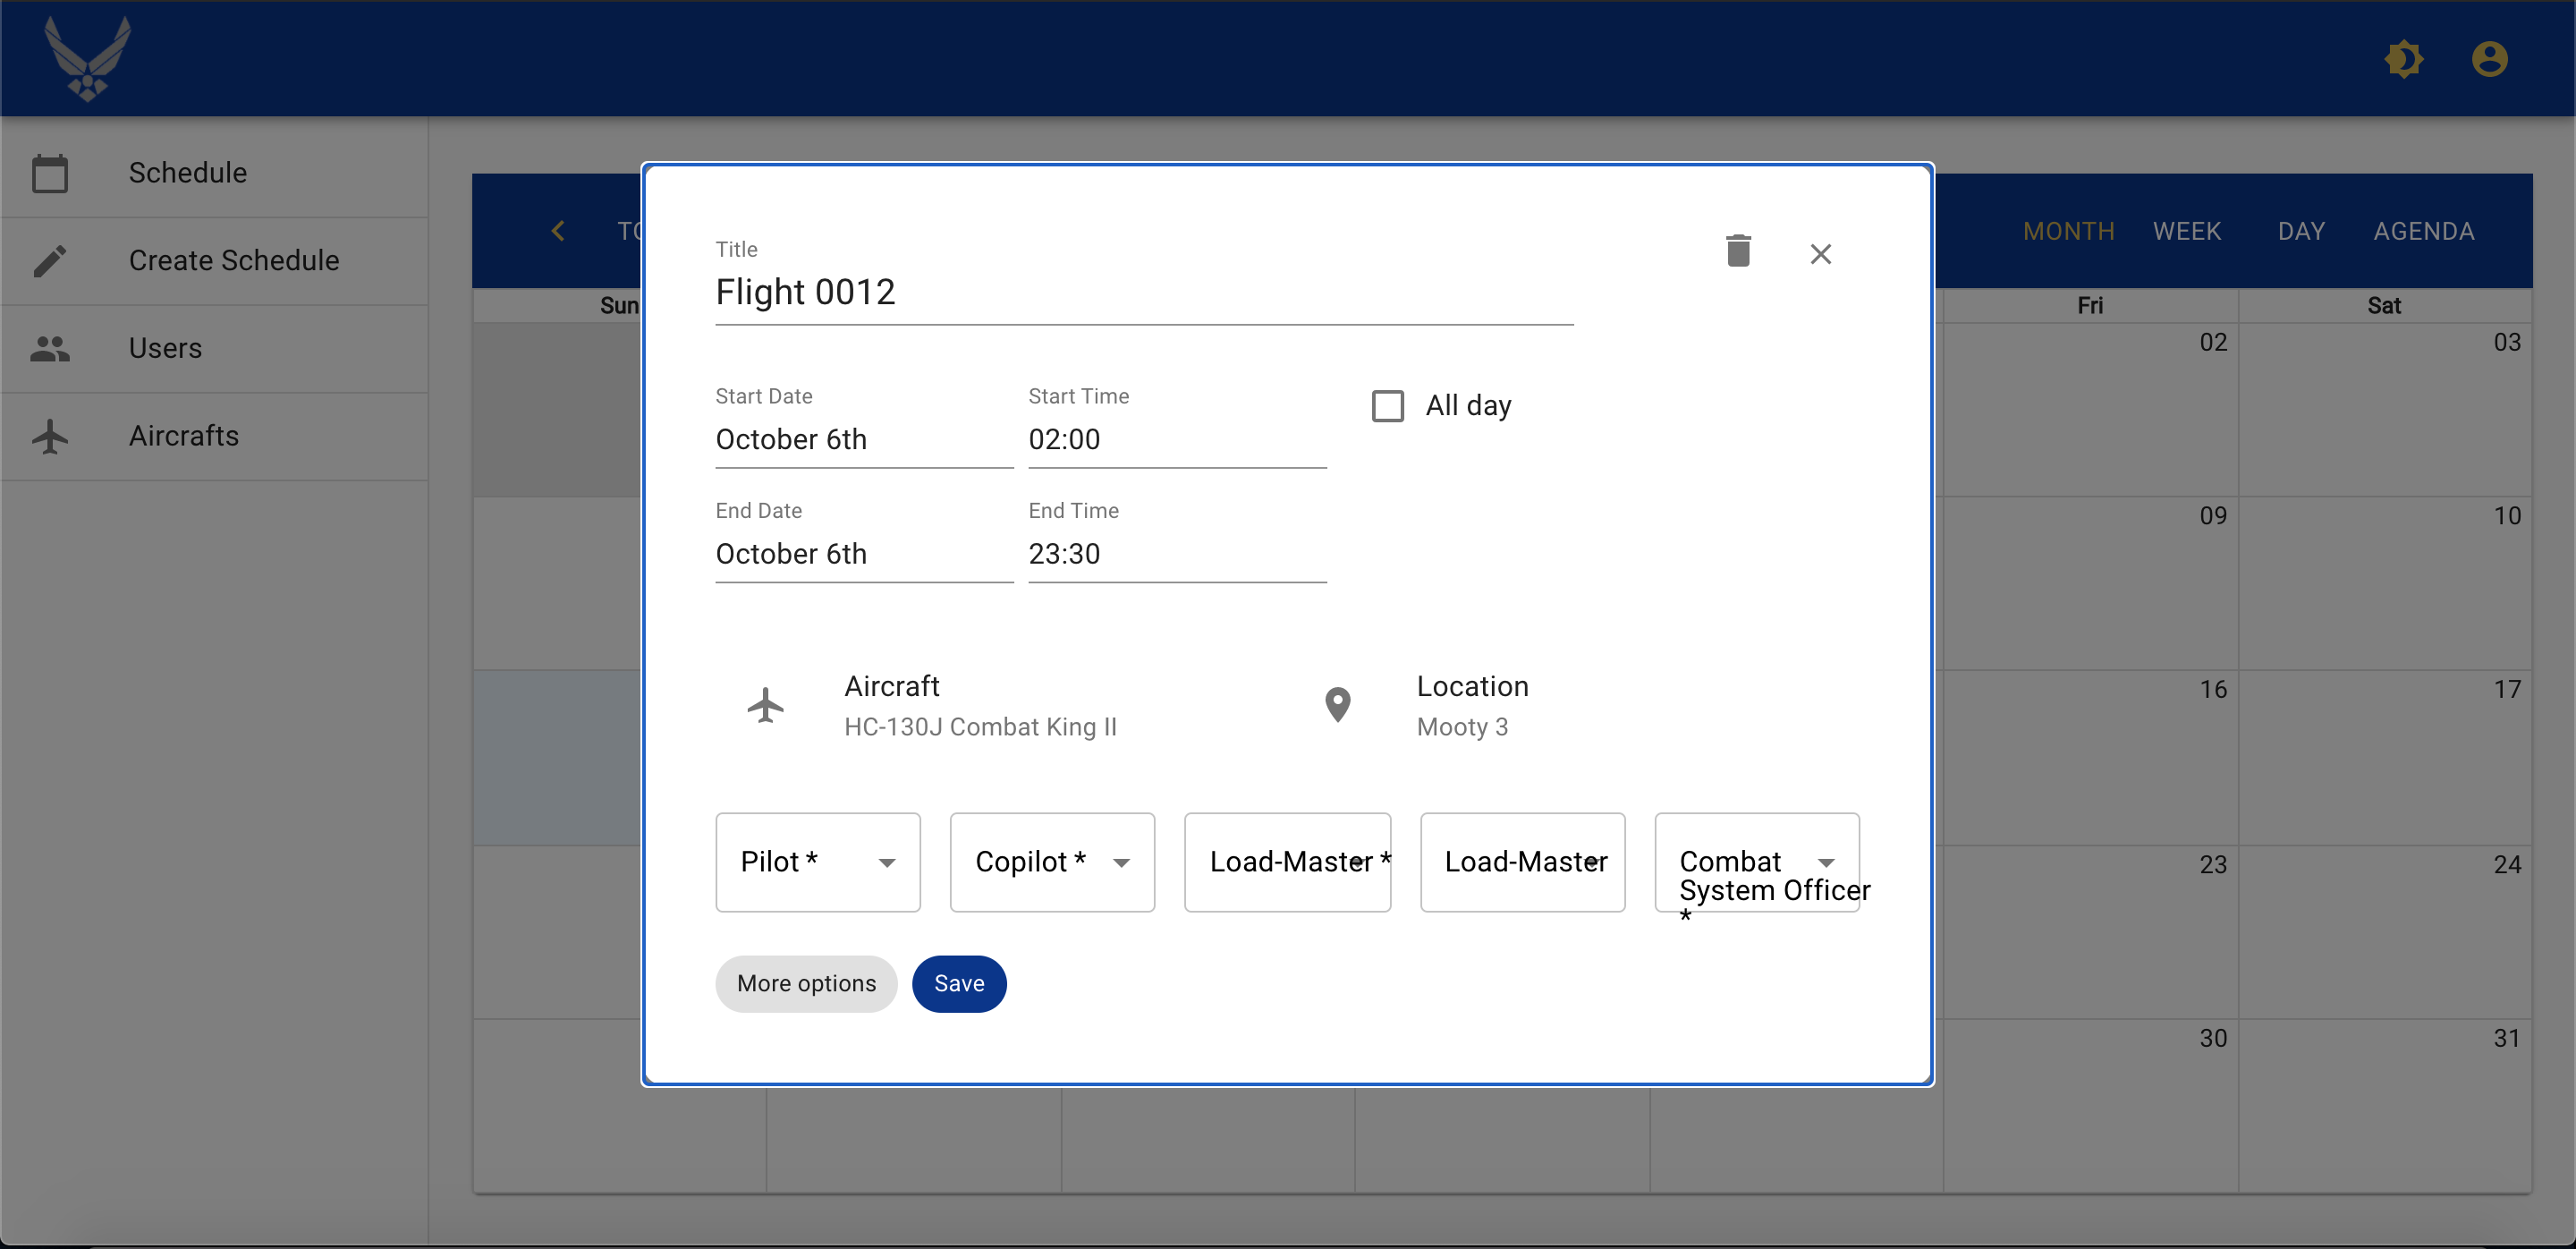 Schedule
Create Schedule
Users
Aircrafts
MONTH WEEK DAY AGENDA
Sun Fri Sat
02 03
09 10
16 17
23 24
30 31
Title
Flight 0012
Start Date Start Time
October 6th 02:00
All day
End Date End Time
October 6th 23:30
Aircraft Location
HC-130J Combat King II Mooty 3
Pilot * Copilot * Load-Master * Load-Master Combat
System Officer
*
More options Save